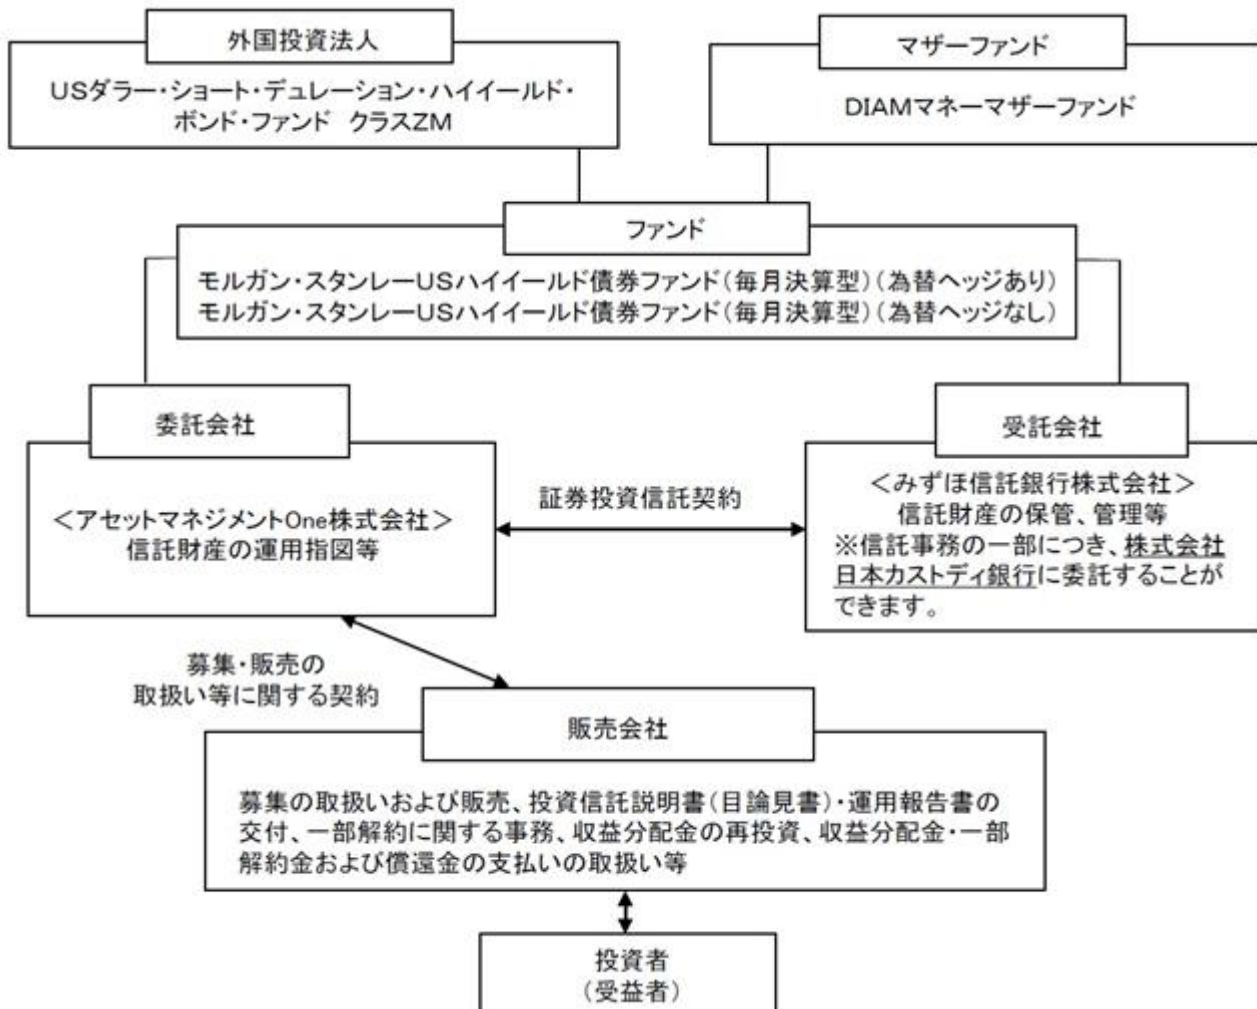 外国投資法人
USダラー・ショート・デュレーション・ハイイールド・
ボンド・ファンド クラスZM
マザーファンド
DIAMマネーマザーファンド
ファンド
モルガン・スタンレーUSハイイールド債券ファンド(毎月決算型)(為替ヘッジあり)
モルガン・スタンレーUSハイイールド債券ファンド(毎月決算型)(為替ヘッジなし)
委託会社
<アセットマネジメントOne株式会社>
信託財産の運用指図等
証券投資信託契約
受託会社
<みずほ信託銀行株式会社>
信託財産の保管、管理等
※信託事務の一部につき、株式会社
日本カストディ銀行に委託することが
できます。
募集・販売の
取扱い等に関する契約
販売会社
募集の取扱いおよび販売、投資信託説明書(目論見書)・運用報告書の
交付、一部解約に関する事務、収益分配金の再投資、収益分配金・一部
解約金および償還金の支払いの取扱い等
投資者
(受益者)